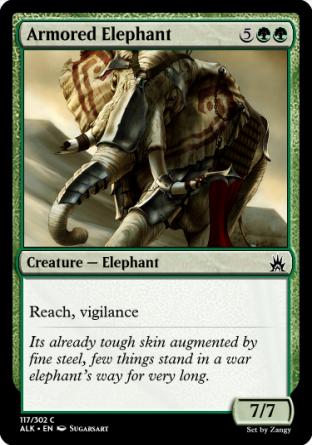 Armored Elephant 5
Creature — Elephant
Reach, vigilance
Its already tough skin augmented by
fine steel, few things stand in a war
elephant's way for very long.
7/7
117/302 C
ALK • EN Sugarsart
Set by Zangy